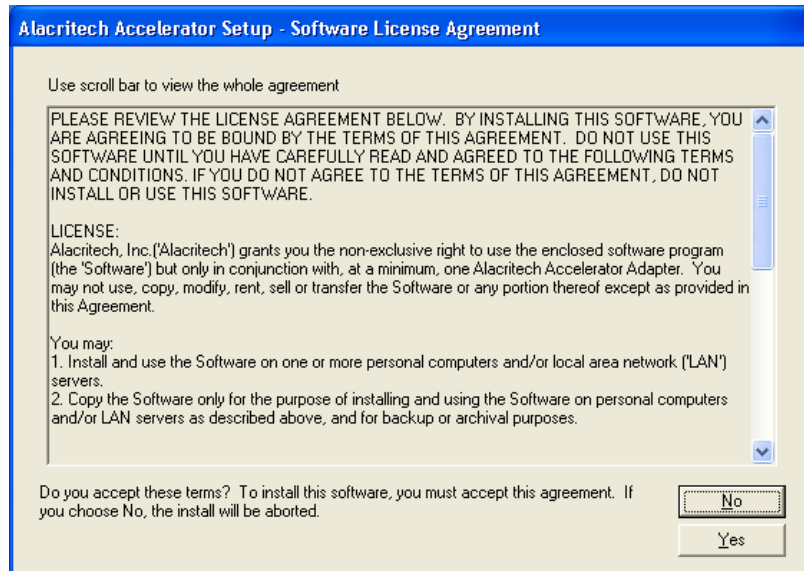 Alacritech Accelerator Setup - Software License Agreement
Use scroll bar to view the whole agreement
PLEASE REVIEW THE LICENSE AGREEMENT BELOW.  BY INSTALLING THIS SOFTWARE, YOU
ARE AGREEING TO BE BOUND BY THE TERMS OF THIS AGREEMENT.  DO NOT USE THIS
SOFTWARE UNTIL YOU HAVE CAREFULLY READ AND AGREED TO THE FOLLOWING TERMS
AND CONDITIONS. IF YOU DO NOT AGREE TO THE TERMS OF THIS AGREEMENT, DO NOT
INSTALL OR USE THIS SOFTWARE.
LICENSE:
Alacritech, Inc.('Alacritech') grants you the non-exclusive right to use the enclosed software program
(the 'Software') but only in conjunction with, at a minimum, one Alacritech Accelerator Adapter.  You
may not use, copy, modify, rent, sell or transfer the Software or any portion thereof except as provided in
this Agreement.
You may:
1. Install and use the Software on one or more personal computers and/or local area network ('LAN')
servers.
2. Copy the Software only for the purpose of installing and using the Software on personal computers
and/or LAN servers as described above, and for backup or archival purposes.
Do you accept these terms?  To install this software, you must accept this agreement.  If
you choose No, the install will be aborted.
No
Yes